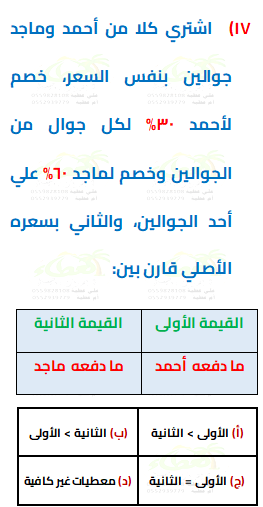 ١٧) اشتري كلا من أحمد وماجد
جوالين بنفس السعر، خصم
لأحمد ٣٠% لكل جوال من
الجوالين وخصم لماجد ٦٠% علي
أحد الجوالين، والثاني بسعره
الأصلي قارن بين:
القيمة الأولى القيمة الثانية
ما دفعه أحمد ما دفعه ماجد
(أ) الأولى > الثانية (ب) الثانية > الأولى
(ج) الأولى = الثانية (د) معطيات غير كافية